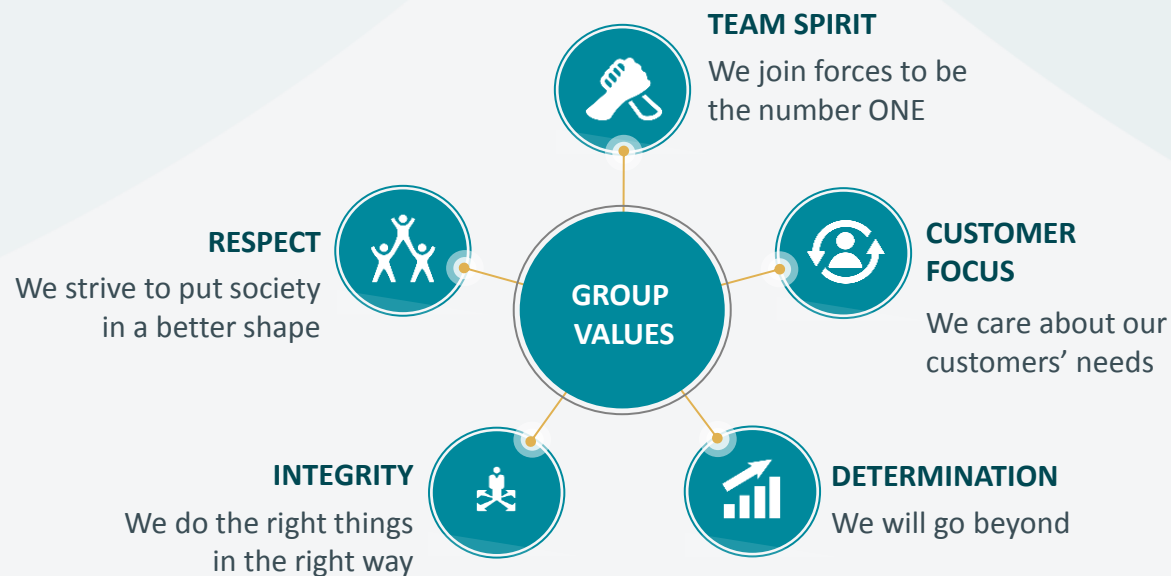 TEAM SPIRIT
We join forces to be
the number ONE
RESPECT
We strive to put society
in a better shape
GROUP
VALUES
CUSTOMER
FOCUS
We care about our
customers’ needs
INTEGRITY
We do the right things
in the right way
DETERMINATION
We will go beyond